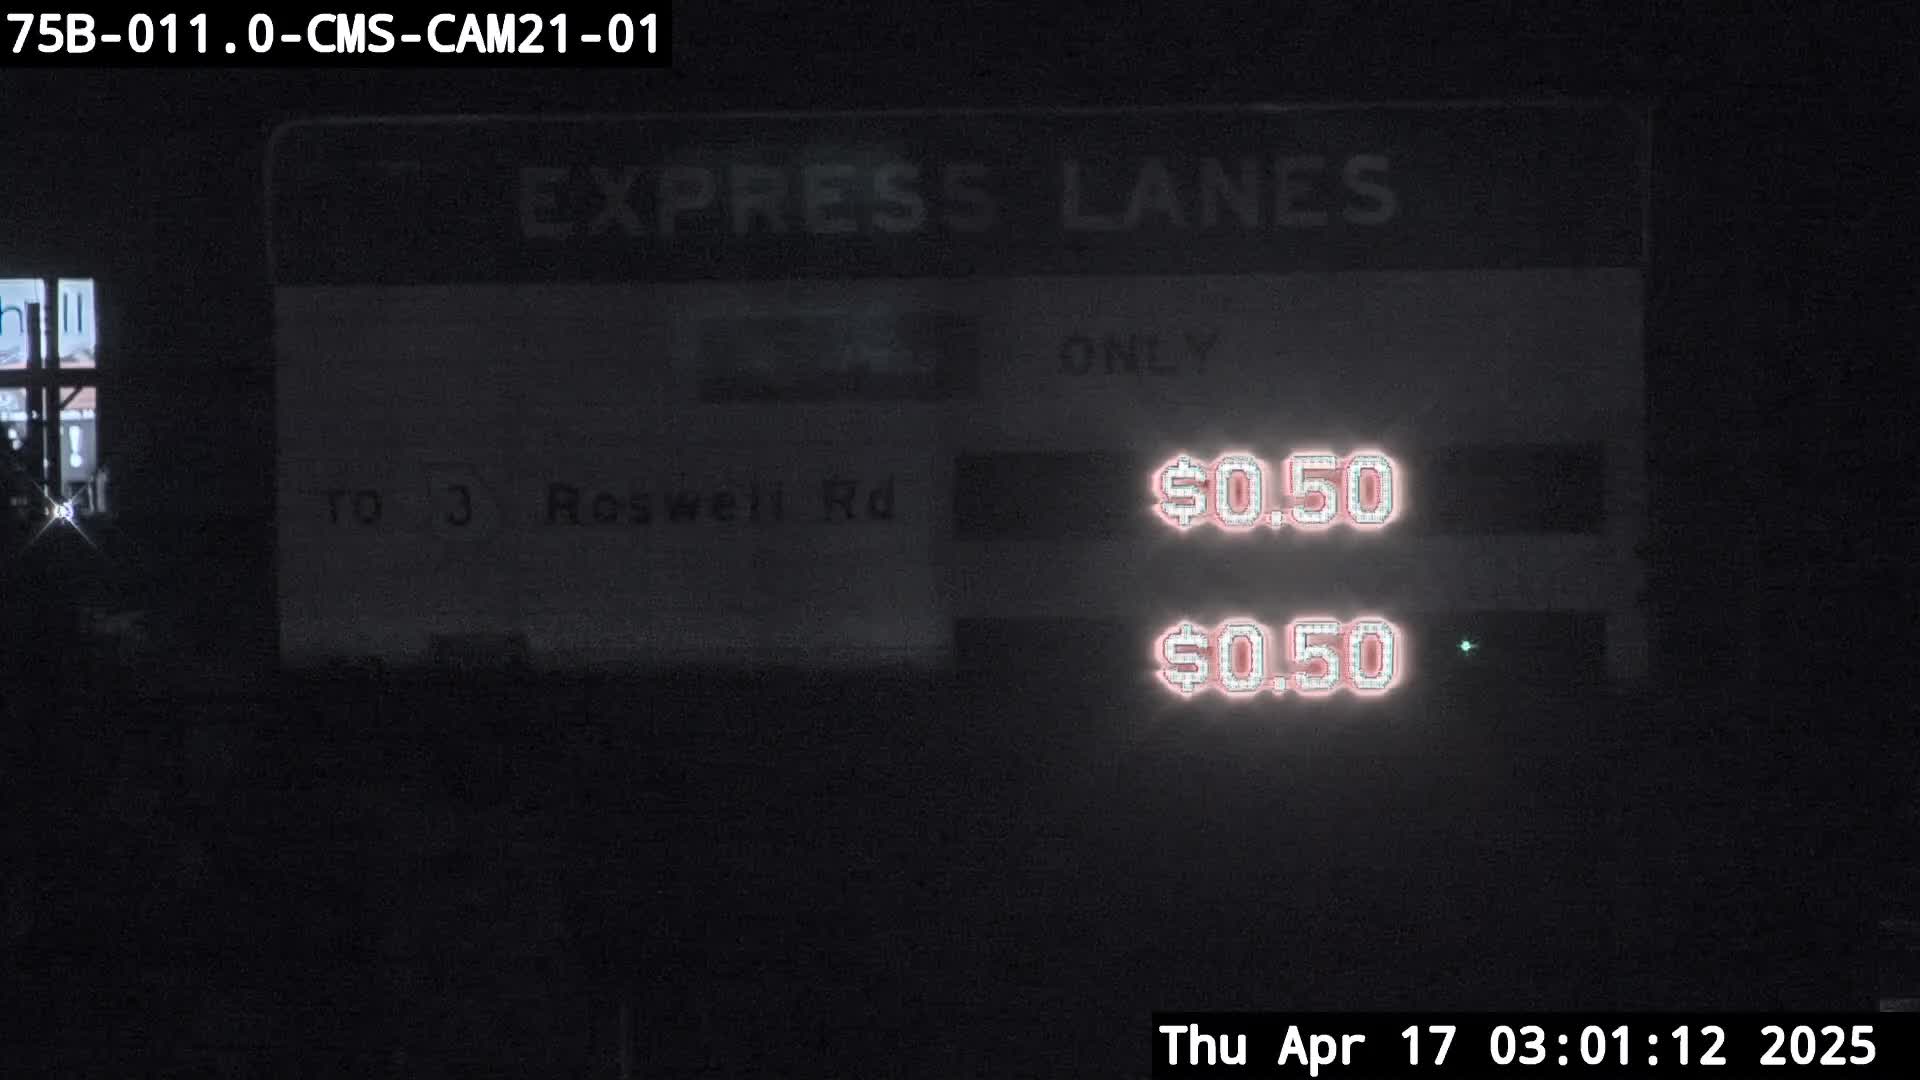 75B-011.0-CMS-CAM21-01
EXPRESS LANES
ONLY
TO 3 Roswell Rd $0.50
$0.50
Thu Apr 17 03:01:12 2025